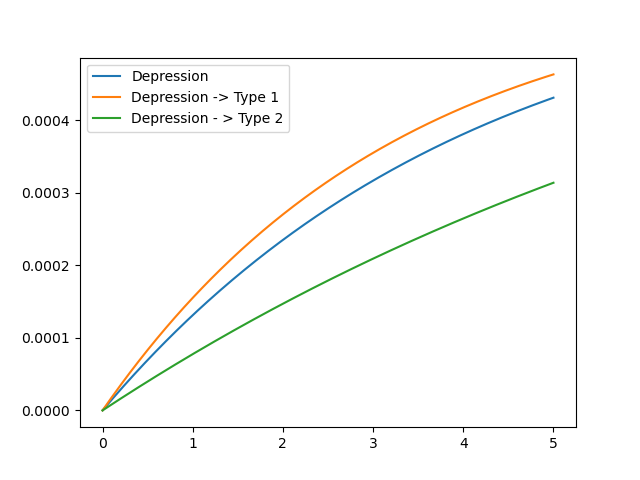 Depression
Depression -> Type 1
Depression - > Type 2
0.0004
0.0003
0.0002
0.0001
0.0000
0 1 2 3 4 5